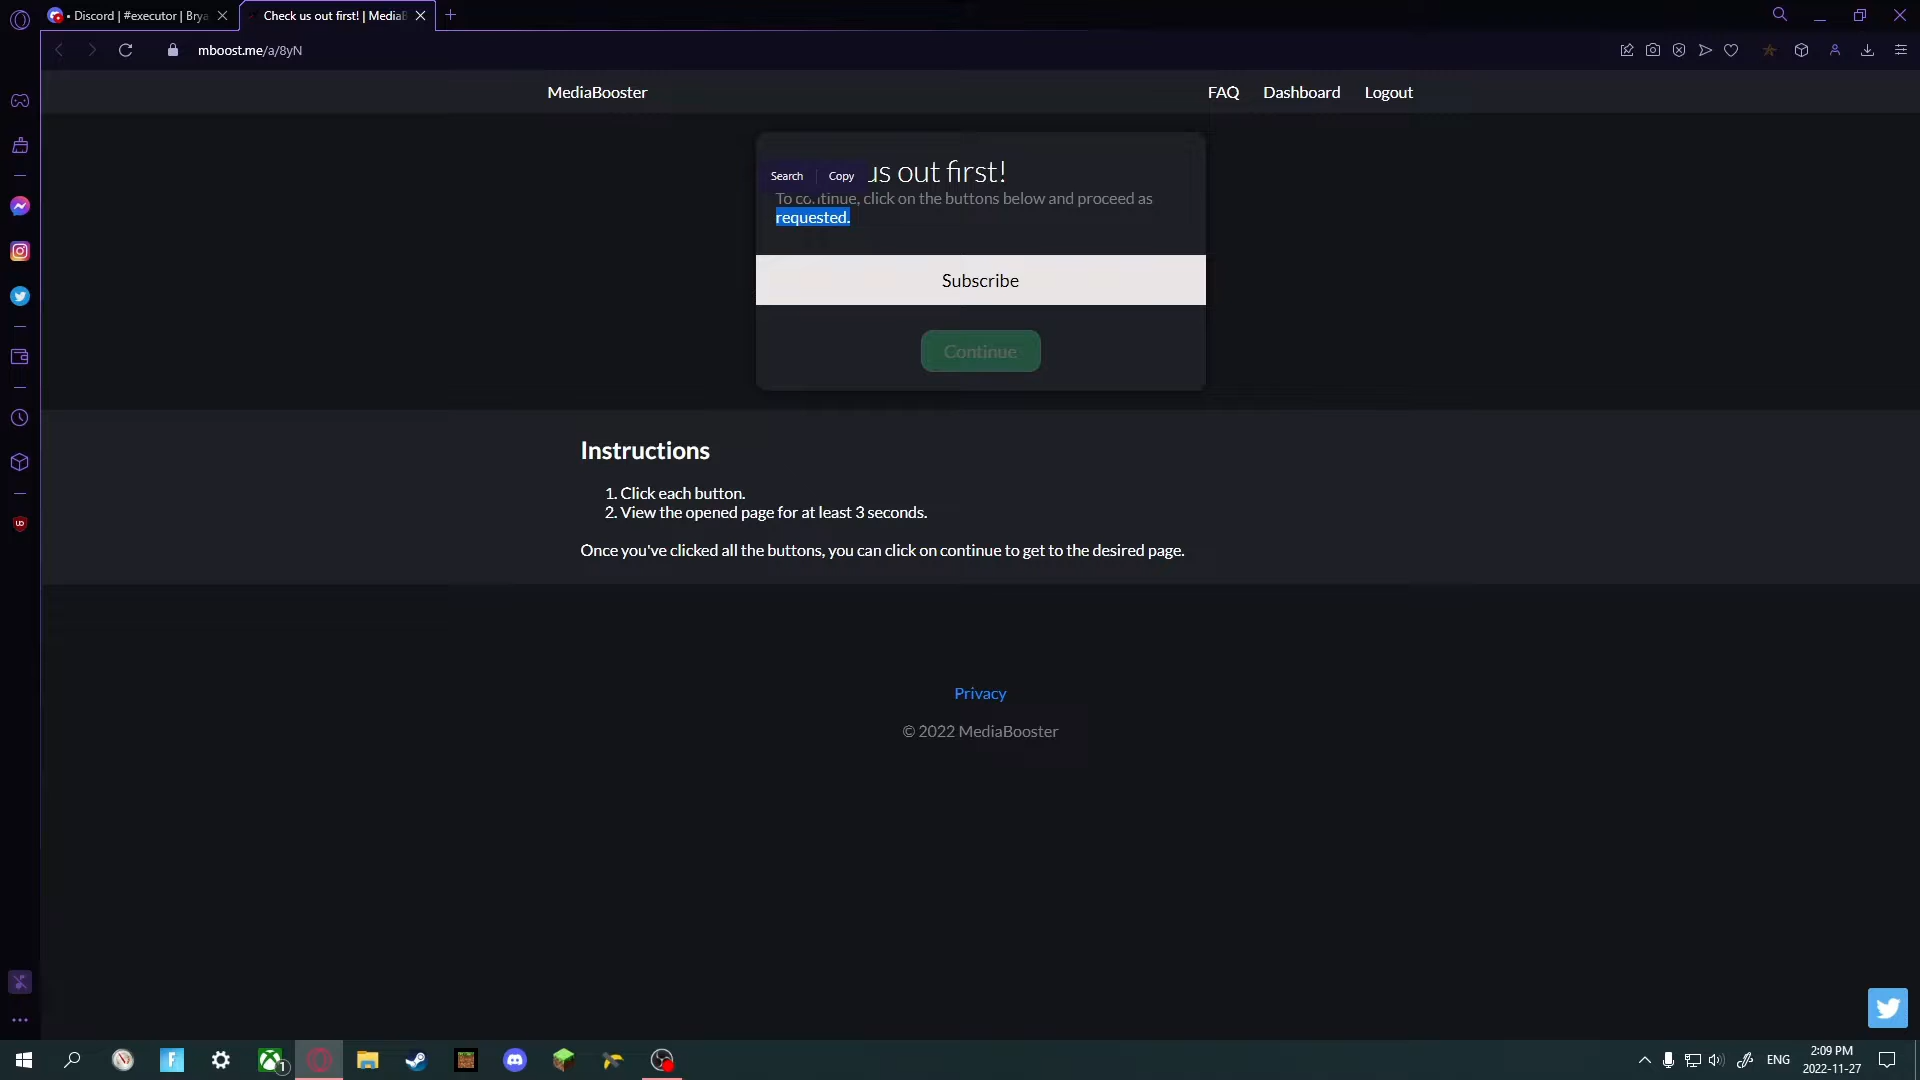 • Discord | #executor | Brya
Check us out first! | MediaB
mboost.me/a/8yN
MediaBooster
FAQ
Dashboard
Logout
us out first!
Search
Copy
To continue, click on the buttons below and proceed as
requested.
Subscribe
Continue
Instructions
1. Click each button.
2. View the opened page for at least 3 seconds.
Once you've clicked all the buttons, you can click on continue to get to the desired page.
Privacy
© 2022 MediaBooster
1
ENG
2:09 PM
2022-11-27